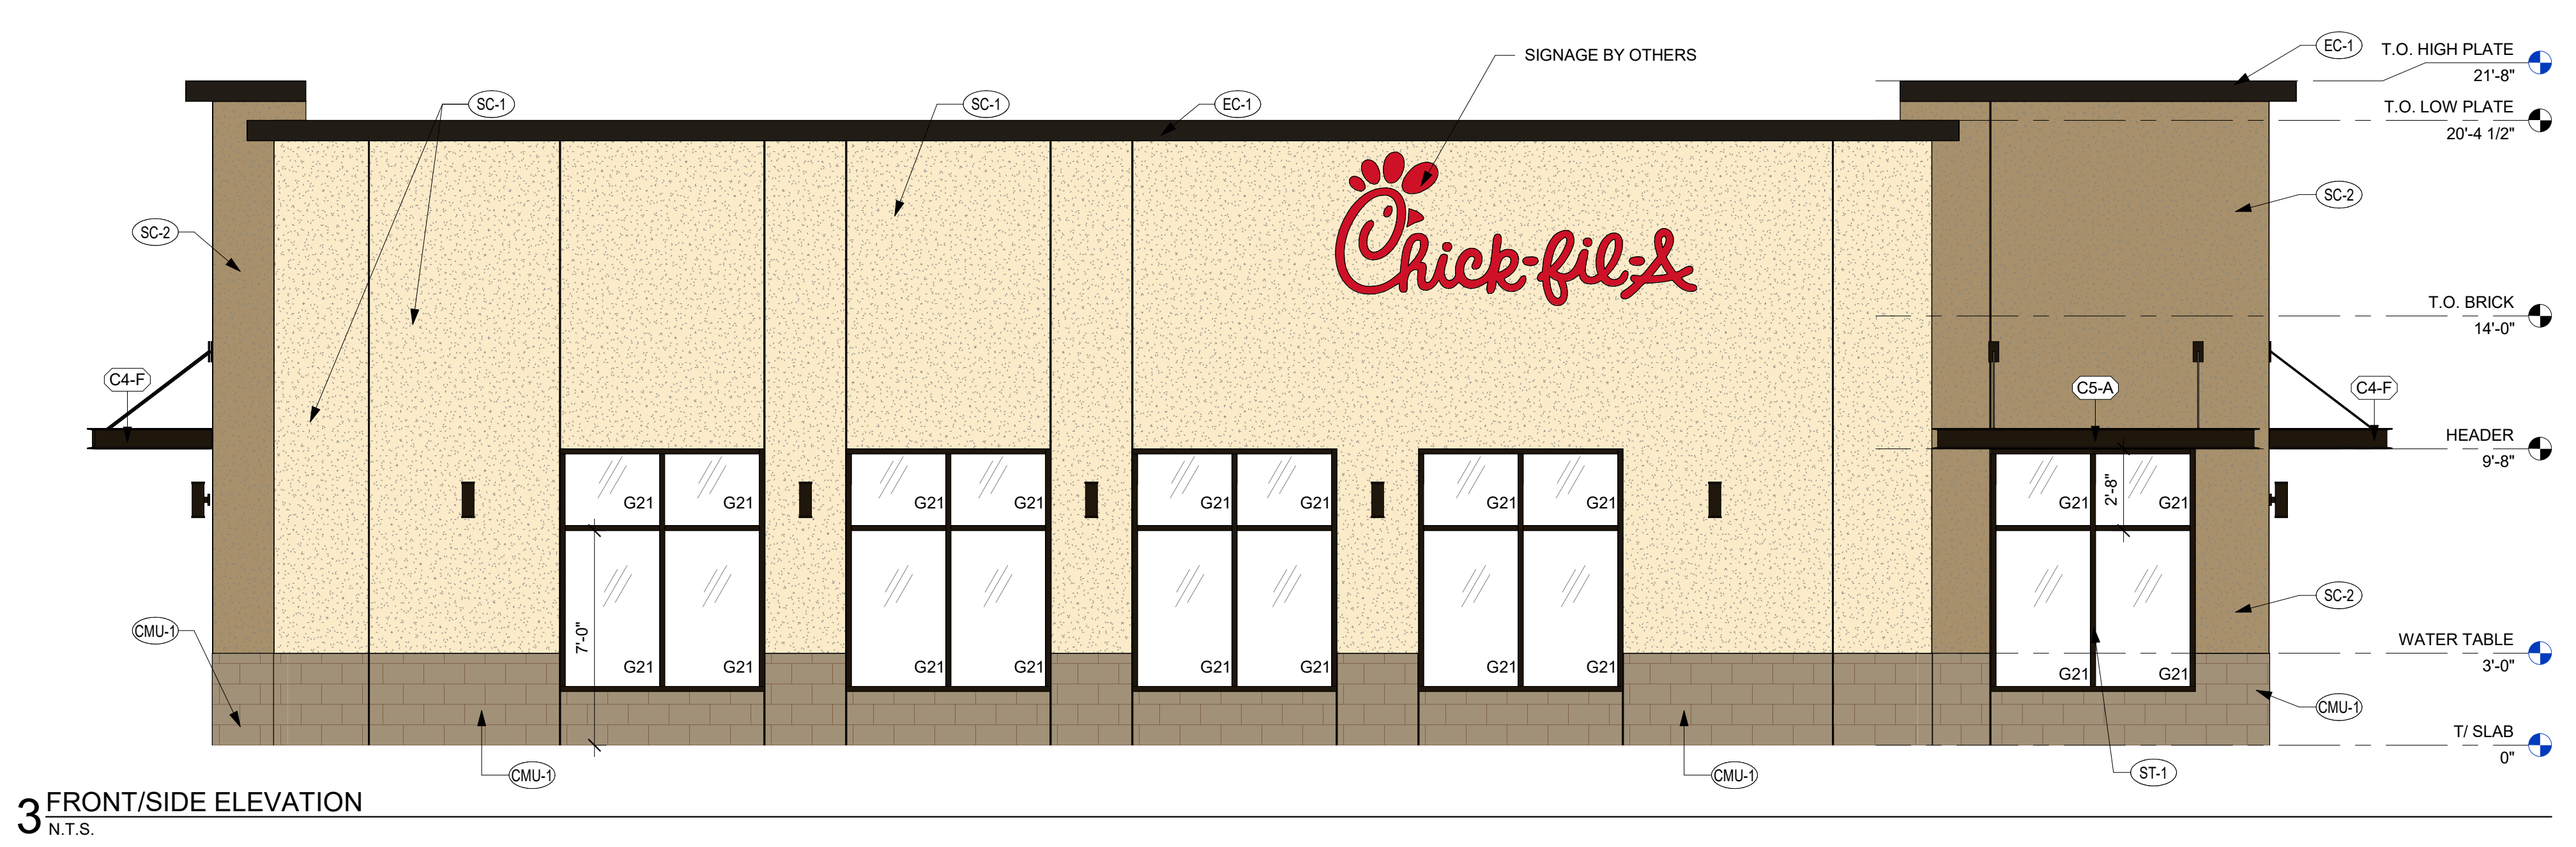 EC-1
T.O. HIGH PLATE
21'-8"
SIGNAGE BY OTHERS
SC-1
SC-1
EC-1
T.O. LOW PLATE
20'-4 1/2"
SC-2
SC-2
Chick-fil-A
T.O. BRICK
14'-0"
C4-F
C5-A
C4-F
HEADER
9'-8"
G21 G21 G21 G21 G21 G21 G21 G21 G21 2'-8" G21
SC-2
7'-0"
CMU-1
WATER TABLE
3'-0"
G21 G21 G21 G21 G21 G21 G21 G21 G21 G21
CMU-1
T/ SLAB
0"
CMU-1
CMU-1
ST-1
3 FRONT/SIDE ELEVATION
N.T.S.